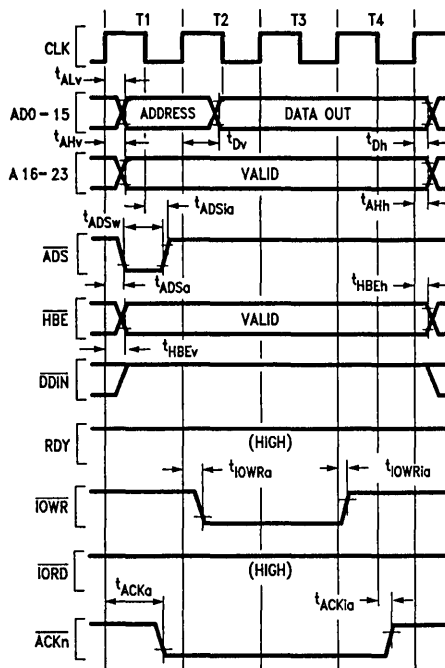 T1 T2 T3 T4
CLK
tALv
AD0-15 ADDRESS DATA OUT
tAHv tDv tDh
A16-23 VALID
tADSw tADSia tAHh
ADS
tADSa tHBEh
HBE VALID
tHBEv
DDIN
RDY (HIGH)
tIOWRa tIOWRia
IOWR
IORD (HIGH)
tACKa tACKia
ACKn